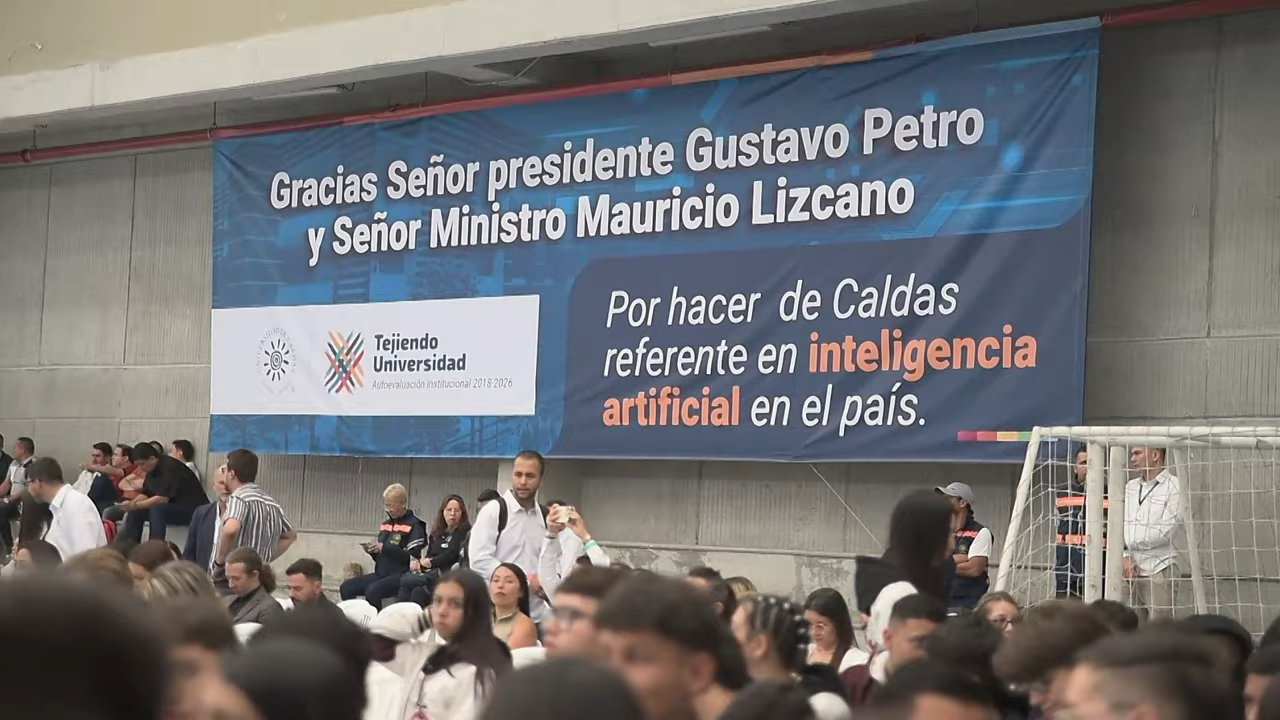 Gracias Señor presidente Gustavo Petro
y Señor Ministro Mauricio Lizcano
Por hacer de Caldas
referente en inteligencia
artificial en el país.
Tejiendo
Universidad
Autoevaluación Institucional 2018-2026